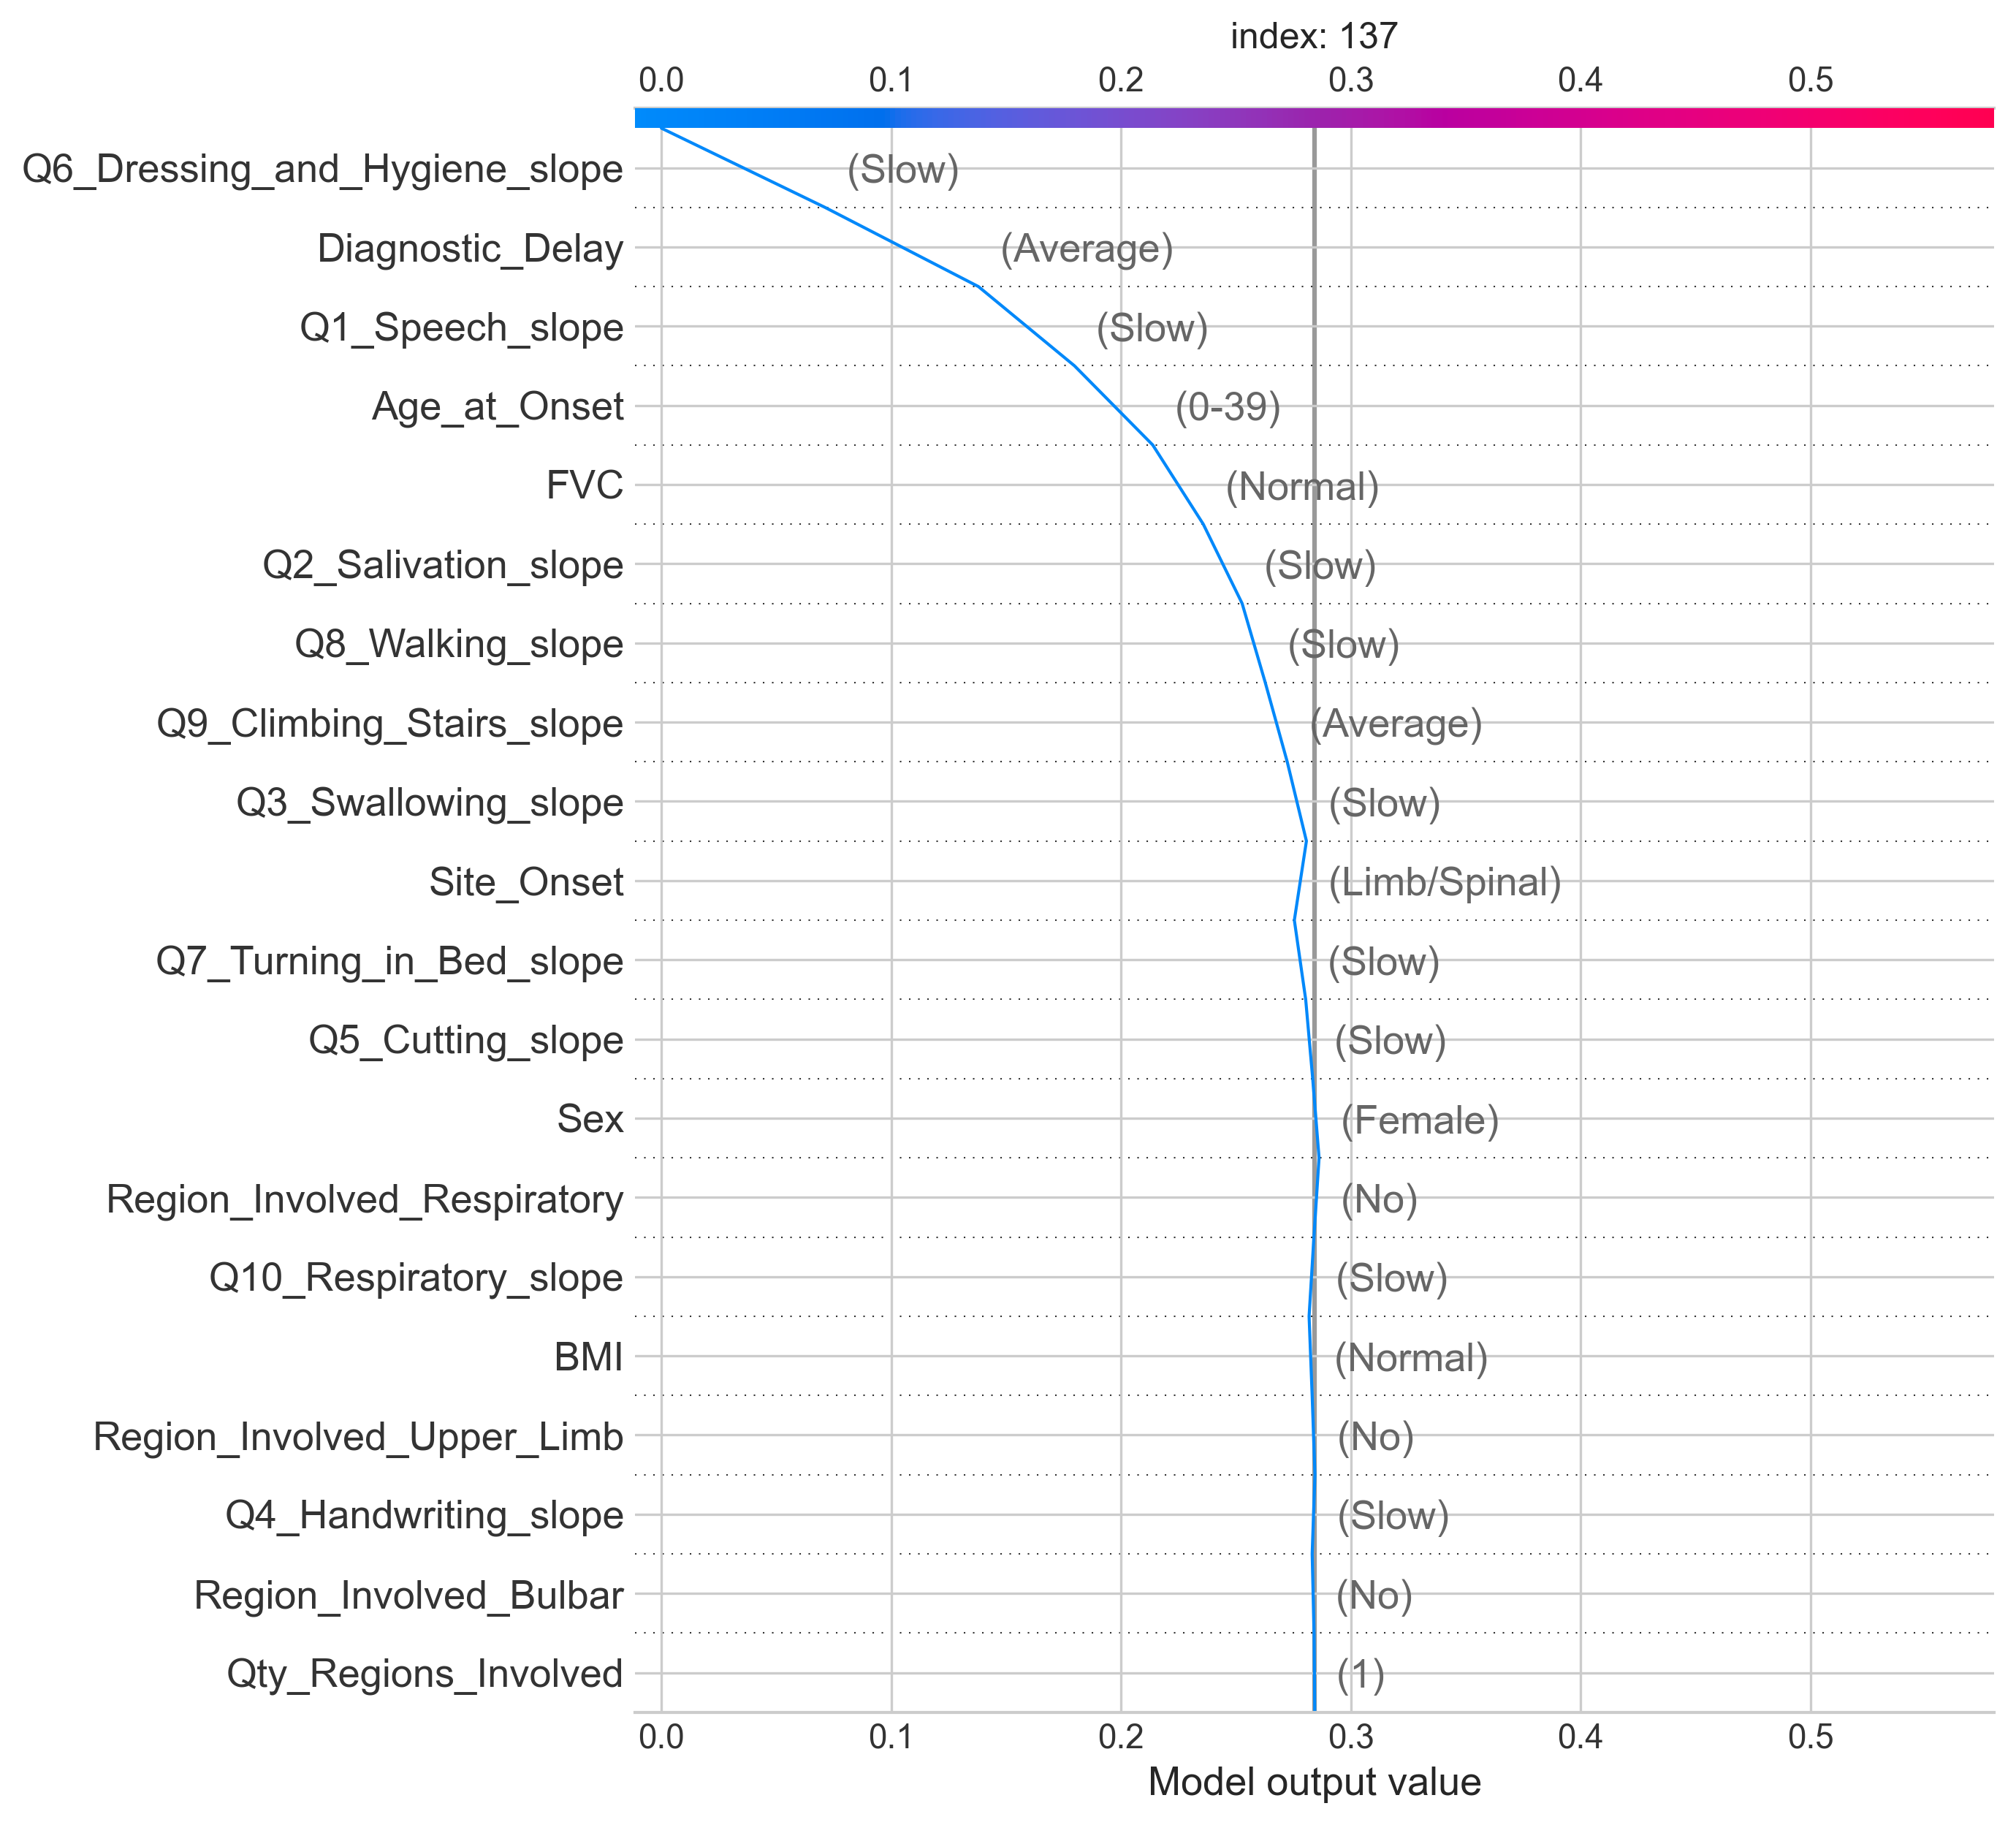 index: 137
0.0 0.1 0.2 0.3 0.4 0.5
Q6_Dressing_and_Hygiene_slope (Slow)
Diagnostic_Delay (Average)
Q1_Speech_slope (Slow)
Age_at_Onset (0-39)
FVC (Normal)
Q2_Salivation_slope (Slow)
Q8_Walking_slope (Slow)
Q9_Climbing_Stairs_slope (Average)
Q3_Swallowing_slope (Slow)
Site_Onset (Limb/Spinal)
Q7_Turning_in_Bed_slope (Slow)
Q5_Cutting_slope (Slow)
Sex (Female)
Region_Involved_Respiratory (No)
Q10_Respiratory_slope (Slow)
BMI (Normal)
Region_Involved_Upper_Limb (No)
Q4_Handwriting_slope (Slow)
Region_Involved_Bulbar (No)
Qty_Regions_Involved (1)
0.0 0.1 0.2 0.3 0.4 0.5
Model output value